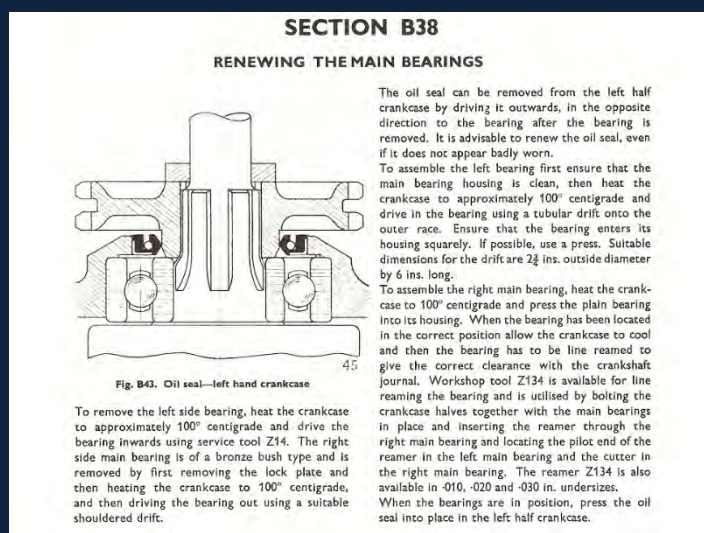 SECTION B38
RENEWING THE MAIN BEARINGS
45
Fig. B43. Oil seal—left hand crankcase
To remove the left side bearing, heat the crankcase
to approximately 100° centigrade and drive the
bearing inwards using service tool Z14. The right
side main bearing is of a bronze bush type and is
removed by first removing the lock plate and
then heating the crankcase to 100° centigrade,
and then driving the bearing out using a suitable
shouldered drift.
The oil seal can be removed from the left half
crankcase by driving it outwards, in the opposite
direction to the bearing after the bearing is
removed. It is advisable to renew the oil seal, even
if it does not appear badly worn.
To assemble the left bearing first ensure that the
main bearing housing is clean, then heat the
crankcase to approximately 100° centigrade and
drive in the bearing using a tubular drift onto the
outer race. Ensure that the bearing enters its
housing squarely. If possible, use a press. Suitable
dimensions for the drift are 2¾ ins. outside diameter
by 6 ins. long.
To assemble the right main bearing, heat the crank-
case to 100° centigrade and press the plain bearing
into its housing. When the bearing has been located
in the correct position allow the crankcase to cool
and then the bearing has to be line reamed to
give the correct clearance with the crankshaft
journal. Workshop tool Z134 is available for line
reaming the bearing and is utilised by bolting the
crankcase halves together with the main bearings
in place and inserting the reamer through the
right main bearing and locating the pilot end of the
reamer in the left main bearing and the cutter in
the right main bearing. The reamer Z134 is also
available in ·010, ·020 and ·030 in. undersizes.
When the bearings are in position, press the oil
seal into place in the left half crankcase.